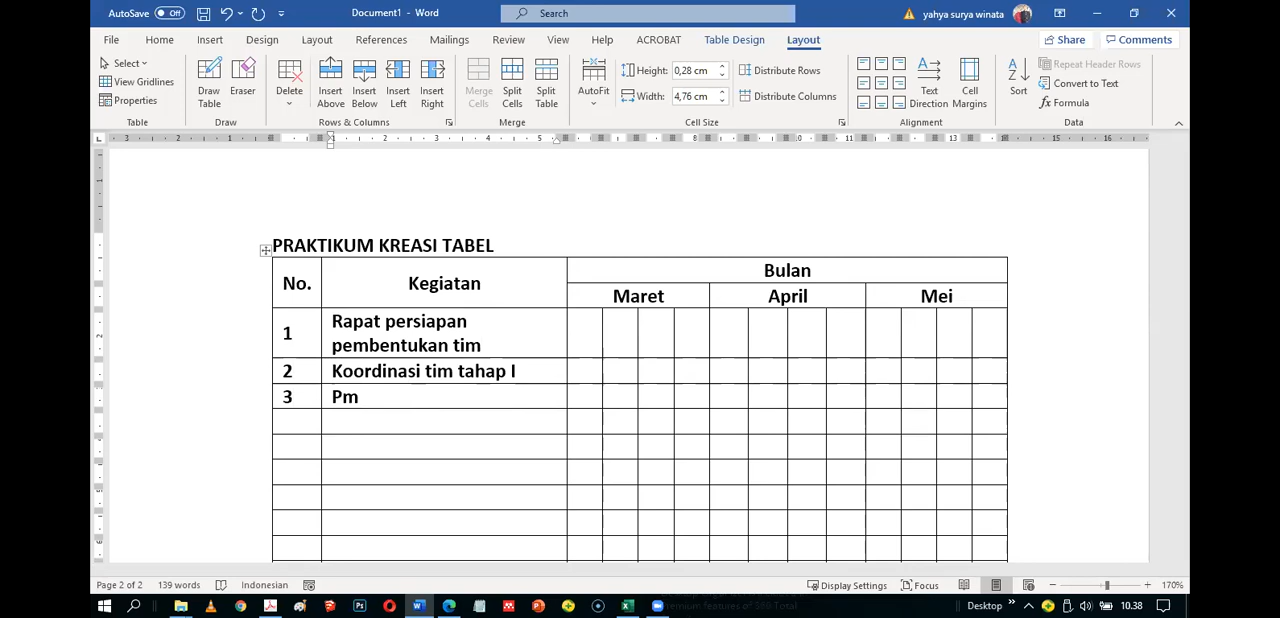 AutoSave Off Document1 - Word Search yahya surya winata
File Home Insert Design Layout References Mailings Review View Help ACROBAT Table Design Layout Share Comments
Select
View Gridlines
Properties
Table
Draw Table
Eraser
Draw
Delete
Insert Above
Insert Below
Insert Left
Insert Right
Rows & Columns
Merge Cells
Split Cells
Split Table
Merge
AutoFit
Height: 0,28 cm
Width: 4,76 cm
Distribute Rows
Distribute Columns
Cell Size
Text Direction
Cell Margins
Alignment
Sort
Repeat Header Rows
Convert to Text
fx Formula
Data
PRAKTIKUM KREASI TABEL
No. Kegiatan Bulan
Maret April Mei
1 Rapat persiapan pembentukan tim
2 Koordinasi tim tahap I
3 Pm
Page 2 of 2 139 words Indonesian Display Settings Focus 170%
Desktop 10.38